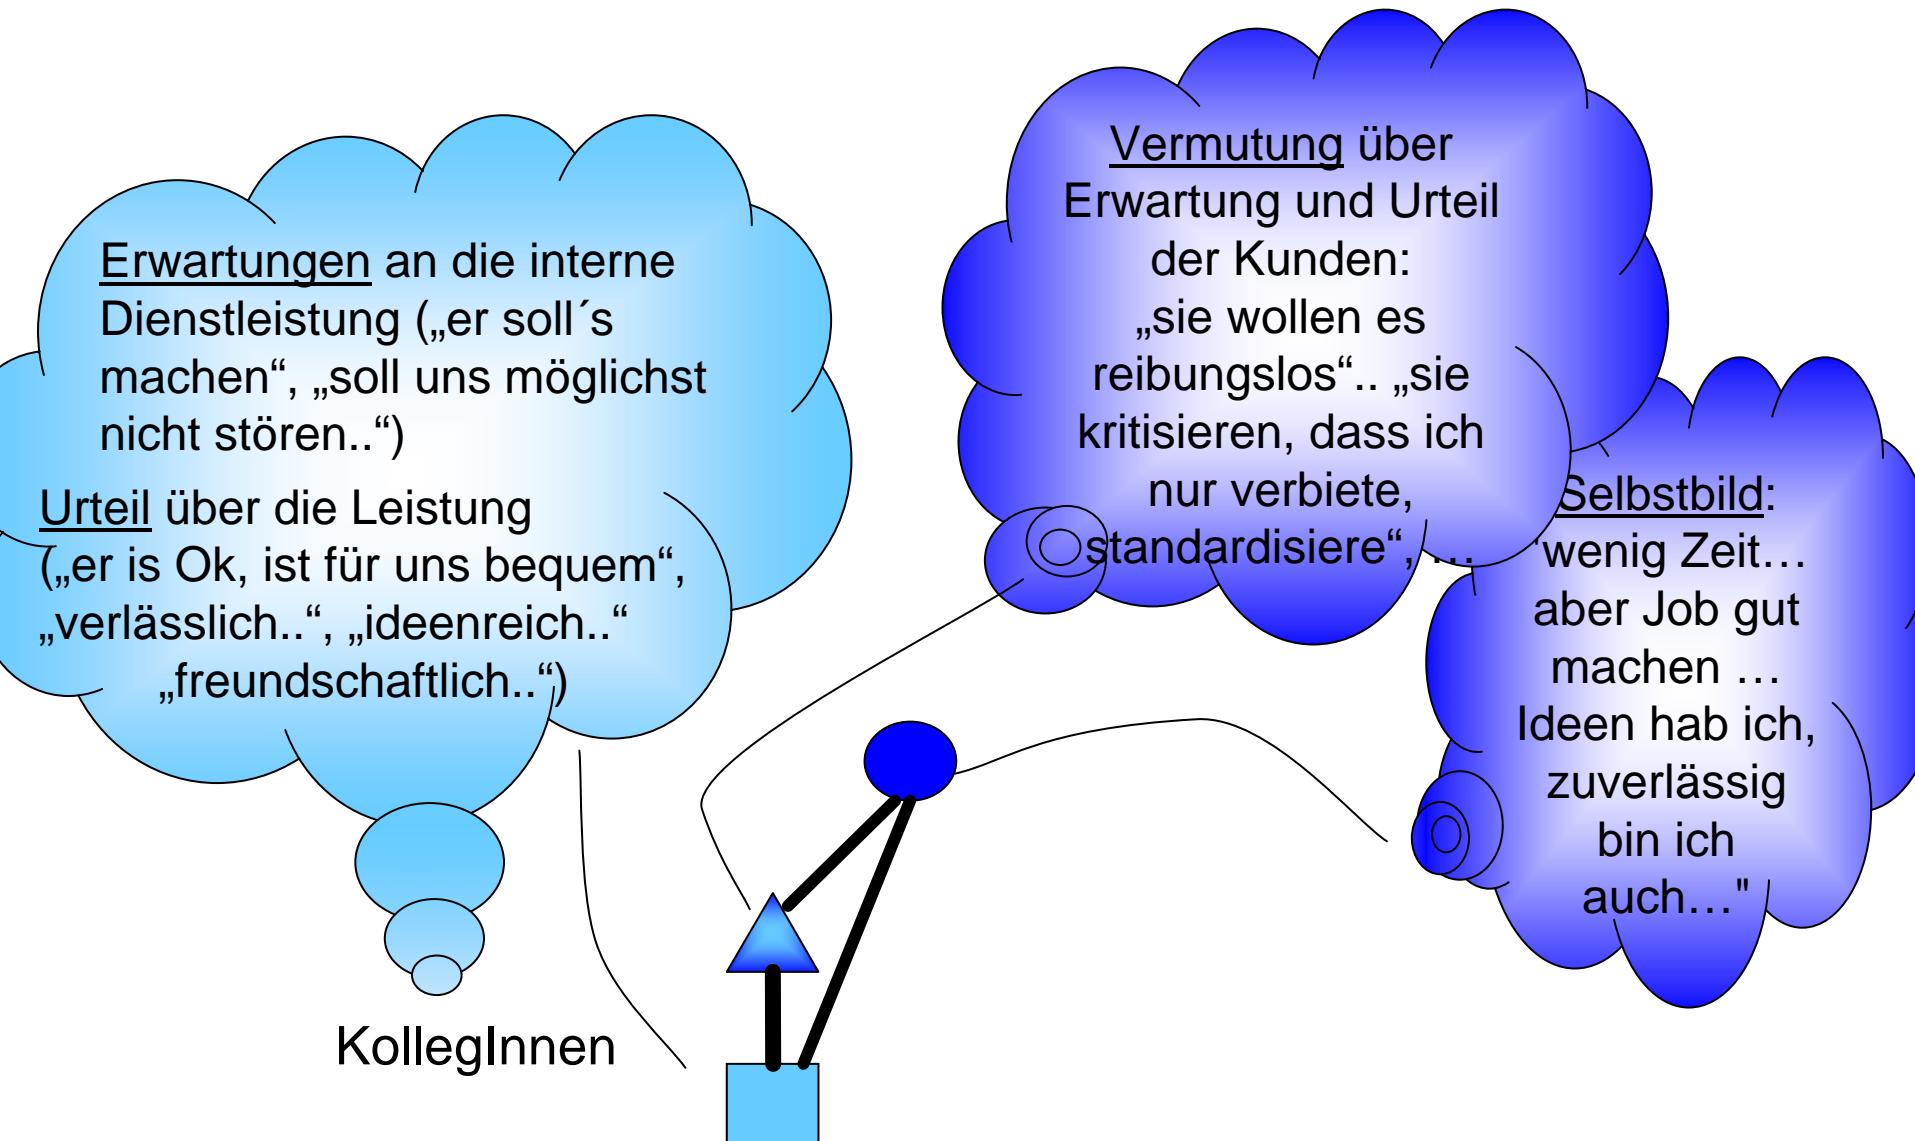 Erwartungen an die interne
Dienstleistung („er soll´s
machen“, „soll uns möglichst
nicht stören..“)
Urteil über die Leistung
(„er is Ok, ist für uns bequem“,
„verlässlich..“, „ideenreich..“
„freundschaftlich..“)
KollegInnen
Vermutung über
Erwartung und Urteil
der Kunden:
„sie wollen es
reibungslos“.. „sie
kritisieren, dass ich
nur verbiete,
standardisiere“, …
Selbstbild:
"wenig Zeit…
aber Job gut
machen …
Ideen hab ich,
zuverlässig
bin ich
auch…"